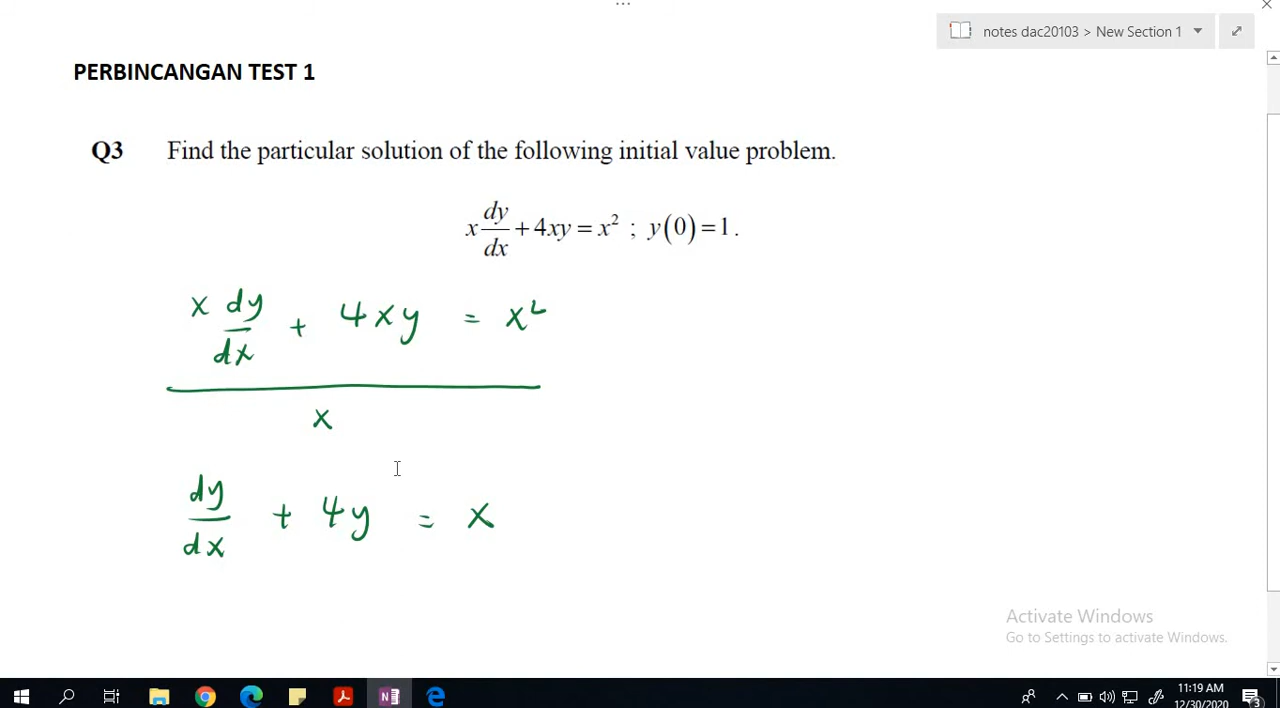 ...
notes dac20103 > New Section 1
PERBINCANGAN TEST 1
Q3 Find the particular solution of the following initial value problem.
x dy/dx + 4xy = x² ; y(0) = 1.
x dy/dx + 4xy = x²
x
dy/dx + 4y = x
Activate Windows
Go to Settings to activate Windows.
11:19 AM
12/30/2020
3